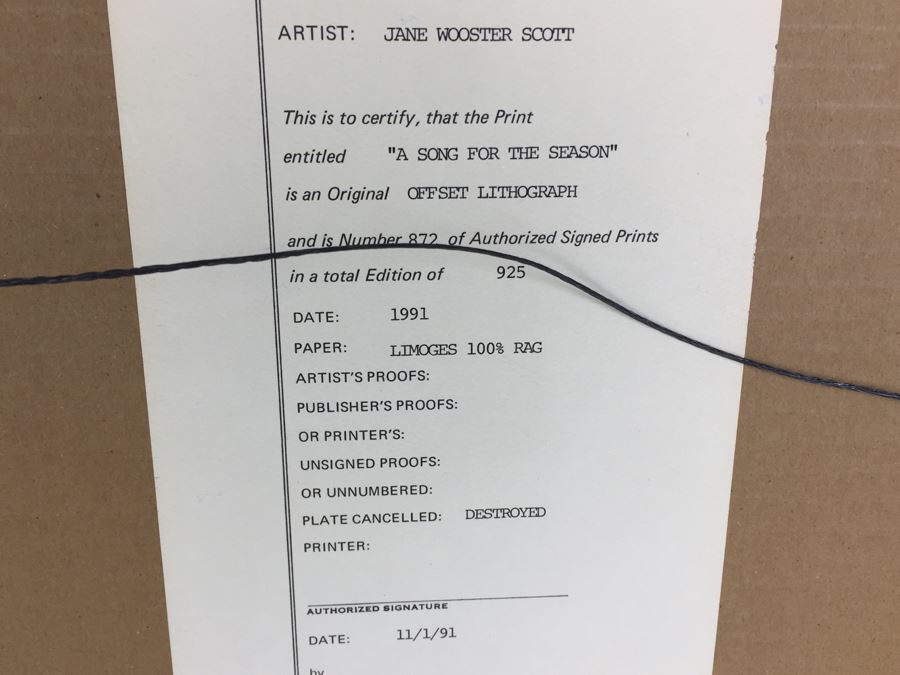 ARTIST: JANE WOOSTER SCOTT
This is to certify, that the Print
entitled "A SONG FOR THE SEASON"
is an Original OFFSET LITHOGRAPH
and is Number 872 of Authorized Signed Prints
in a total Edition of 925
DATE: 1991
PAPER: LIMOGES 100% RAG
ARTIST'S PROOFS:
PUBLISHER'S PROOFS:
OR PRINTER'S:
UNSIGNED PROOFS:
OR UNNUMBERED:
PLATE CANCELLED: DESTROYED
PRINTER:
AUTHORIZED SIGNATURE
DATE: 11/1/91
by